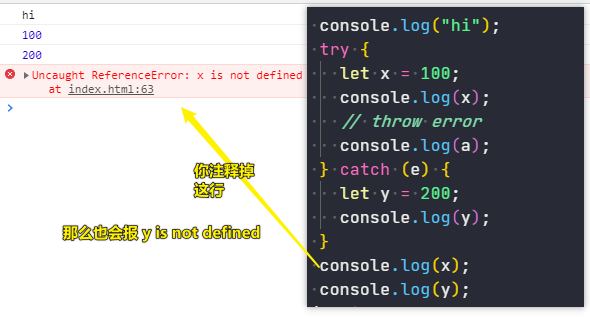 hi
100
200
Uncaught ReferenceError: x is not defined
at index.html:63
>
你注释掉
这行
那么也会报 y is not defined
console.log("hi");
try {
let x = 100;
console.log(x);
// throw error
console.log(a);
} catch (e) {
let y = 200;
console.log(y);
}
console.log(x);
console.log(y);